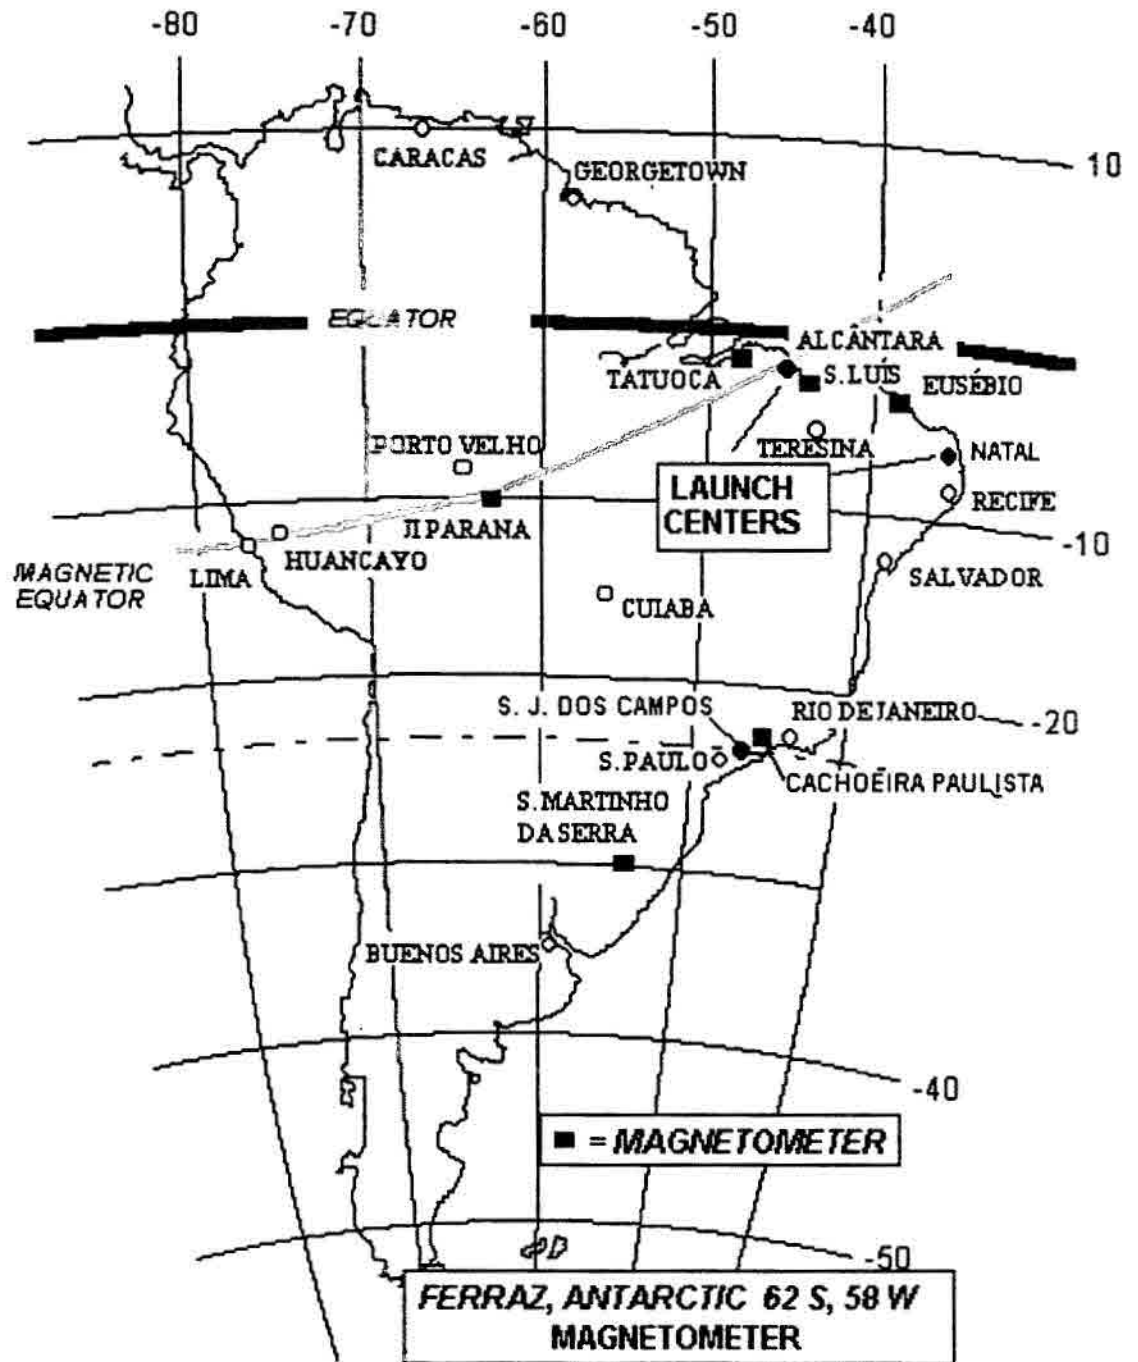 -80 -70 -60 -50 -40
CARACAS
10
GEORGETOWN
EQUATOR
ALCÂNTARA
TATUOCA
S.LUÍS
EUSÉBIO
PORTO VELHO
TERESINA
NATAL
LAUNCH
CENTERS
RECIFE
JI PARANA
-10
HUANCAYO
LIMA
SALVADOR
MAGNETIC
EQUATOR
CUIABA
S. J. DOS CAMPOS
RIO DE JANEIRO
-20
S.PAULO
CACHOEIRA PAULISTA
S. MARTINHO
DA SERRA
BUENOS AIRES
-40
■ = MAGNETOMETER
-50
FERRAZ, ANTARCTIC 62 S, 58 W
MAGNETOMETER